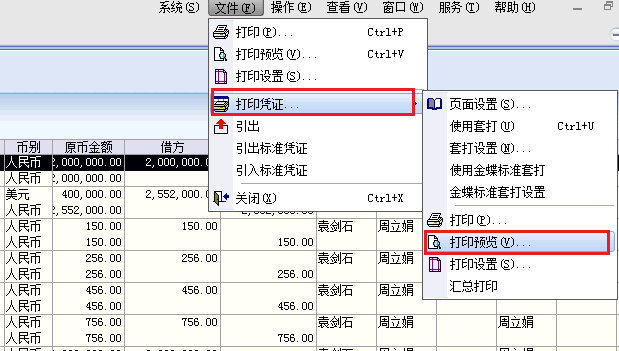 系统(S) 文件(F) 操作(E) 查看(V) 窗口(W) 服务(T) 帮助(H)
打印(P)... Ctrl+P
打印预览(V)... Ctrl+V
打印设置(S)...
打印凭证...
引出
引出标准凭证
引入标准凭证
关闭(X) Ctrl+X
页面设置(S)...
使用套打(U) Ctrl+U
套打设置(N)...
使用金蝶标准套打
金蝶标准套打设置
打印(P)...
打印预览(V)...
打印设置(S)...
汇总打印
币别 原币金额 借方
人民币 2,000,000.00 2,000,000.00
人民币 2,000,000.00
美元 400,000.00 2,552,000.00
人民币 2,552,000.00
人民币 150.00 150.00 袁剑石 周立娟
人民币 150.00 150.00
人民币 256.00 256.00 袁剑石 周立娟
人民币 256.00 256.00
人民币 456.00 456.00 袁剑石 周立娟
人民币 456.00 456.00
人民币 756.00 756.00 袁剑石 周立娟 周立娟
人民币 756.00 756.00